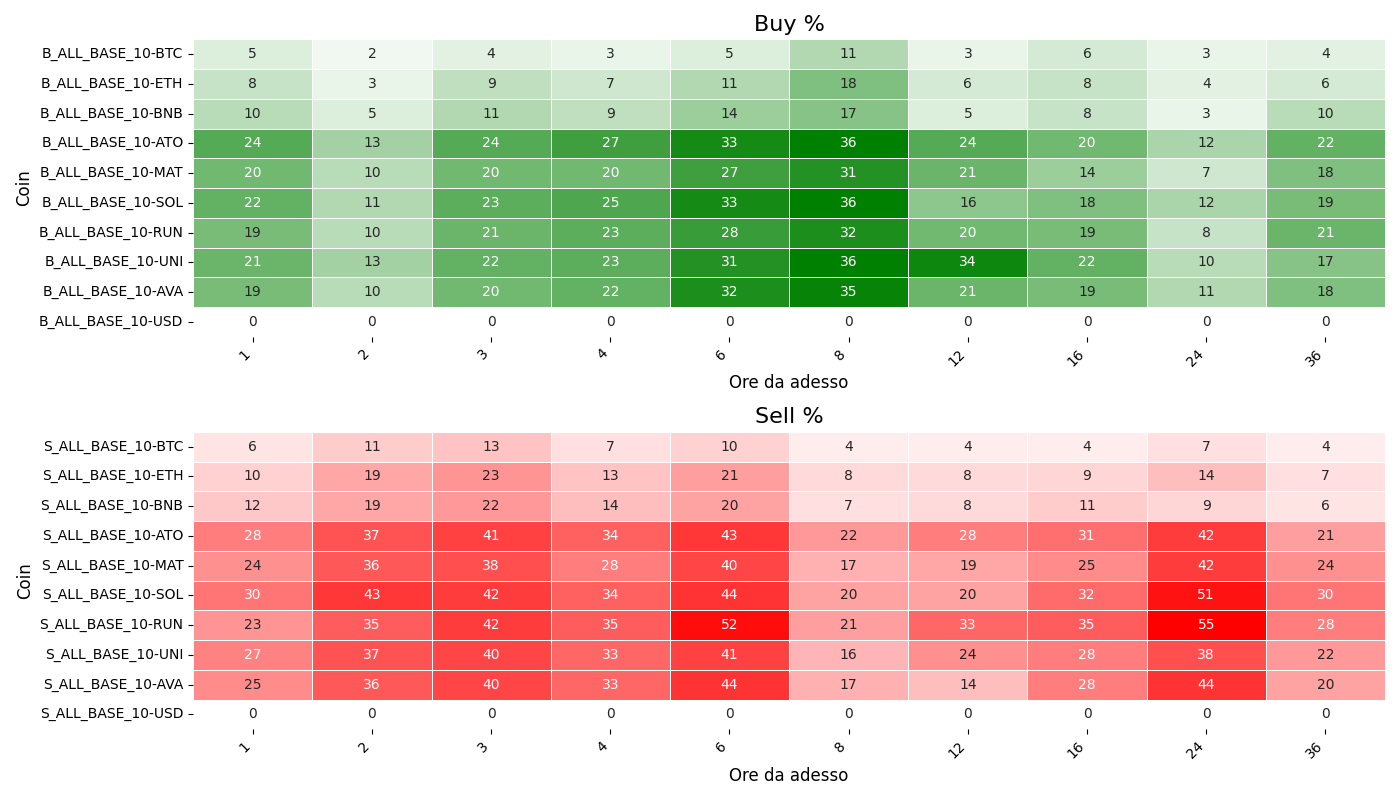 Buy %
Coin
B_ALL_BASE_10-BTC 5 2 4 3 5 11 3 6 3 4
B_ALL_BASE_10-ETH 8 3 9 7 11 18 6 8 4 6
B_ALL_BASE_10-BNB 10 5 11 9 14 17 5 8 3 10
B_ALL_BASE_10-ATO 24 13 24 27 33 36 24 20 12 22
B_ALL_BASE_10-MAT 20 10 20 20 27 31 21 14 7 18
B_ALL_BASE_10-SOL 22 11 23 25 33 36 16 18 12 19
B_ALL_BASE_10-RUN 19 10 21 23 28 32 20 19 8 21
B_ALL_BASE_10-UNI 21 13 22 23 31 36 34 22 10 17
B_ALL_BASE_10-AVA 19 10 20 22 32 35 21 19 11 18
B_ALL_BASE_10-USD 0 0 0 0 0 0 0 0 0 0
1 2 3 4 6 8 12 16 24 36
Ore da adesso
Sell %
Coin
S_ALL_BASE_10-BTC 6 11 13 7 10 4 4 4 7 4
S_ALL_BASE_10-ETH 10 19 23 13 21 8 8 9 14 7
S_ALL_BASE_10-BNB 12 19 22 14 20 7 8 11 9 6
S_ALL_BASE_10-ATO 28 37 41 34 43 22 28 31 42 21
S_ALL_BASE_10-MAT 24 36 38 28 40 17 19 25 42 24
S_ALL_BASE_10-SOL 30 43 42 34 44 20 20 32 51 30
S_ALL_BASE_10-RUN 23 35 42 35 52 21 33 35 55 28
S_ALL_BASE_10-UNI 27 37 40 33 41 16 24 28 38 22
S_ALL_BASE_10-AVA 25 36 40 33 44 17 14 28 44 20
S_ALL_BASE_10-USD 0 0 0 0 0 0 0 0 0 0
1 2 3 4 6 8 12 16 24 36
Ore da adesso